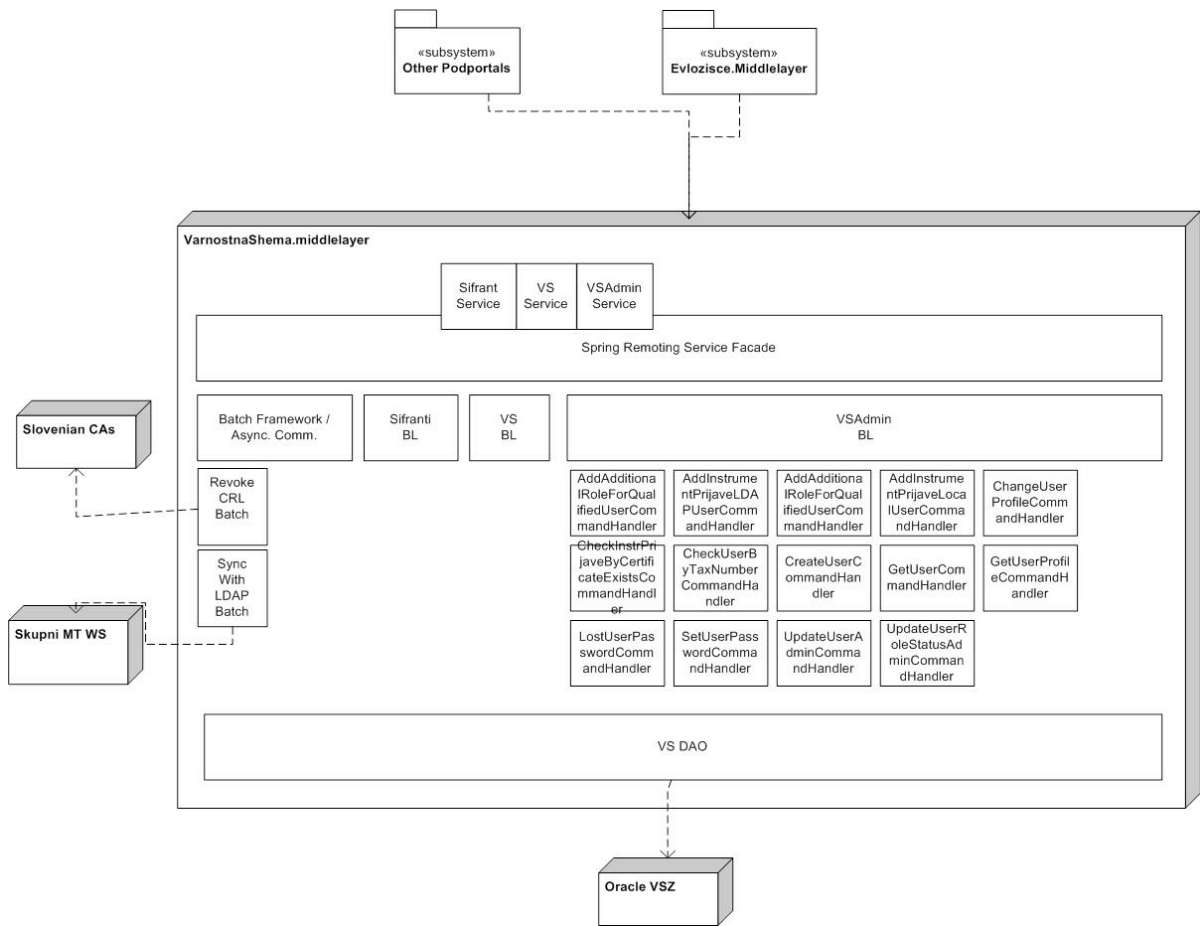 «subsystem»
Other Podportals
«subsystem»
Evlozisce.Middlelayer
VarnostnaShema.middlelayer
Sifrant
Service
VS
Service
VSAdmin
Service
Spring Remoting Service Facade
Slovenian CAs
Batch Framework /
Async. Comm.
Sifranti
BL
VS
BL
VSAdmin
BL
Revoke
CRL
Batch
AddAdditiona
lRoleForQual
ifiedUserCom
mandHandler
AddInstrume
ntPrijaveLDA
PUserComm
andHandler
AddAdditiona
lRoleForQual
ifiedUserCom
mandHandler
AddInstrume
ntPrijaveLoca
lUserComma
ndHandler
ChangeUser
ProfileComm
andHandler
Sync
With
LDAP
Batch
CheckInstrPri
javeByCertifi
cateExistsCo
mmandHandl
er
CheckUserB
yTaxNumber
CommandHa
ndler
CreateUserC
ommandHan
dler
GetUserCom
mandHandler
GetUserProfi
leCommandH
andler
Skupni MT WS
LostUserPas
swordComm
andHandler
SetUserPass
wordComma
ndHandler
UpdateUserA
dminComma
ndHandler
UpdateUserR
oleStatusAd
minComman
dHandler
VS DAO
Oracle VSZ